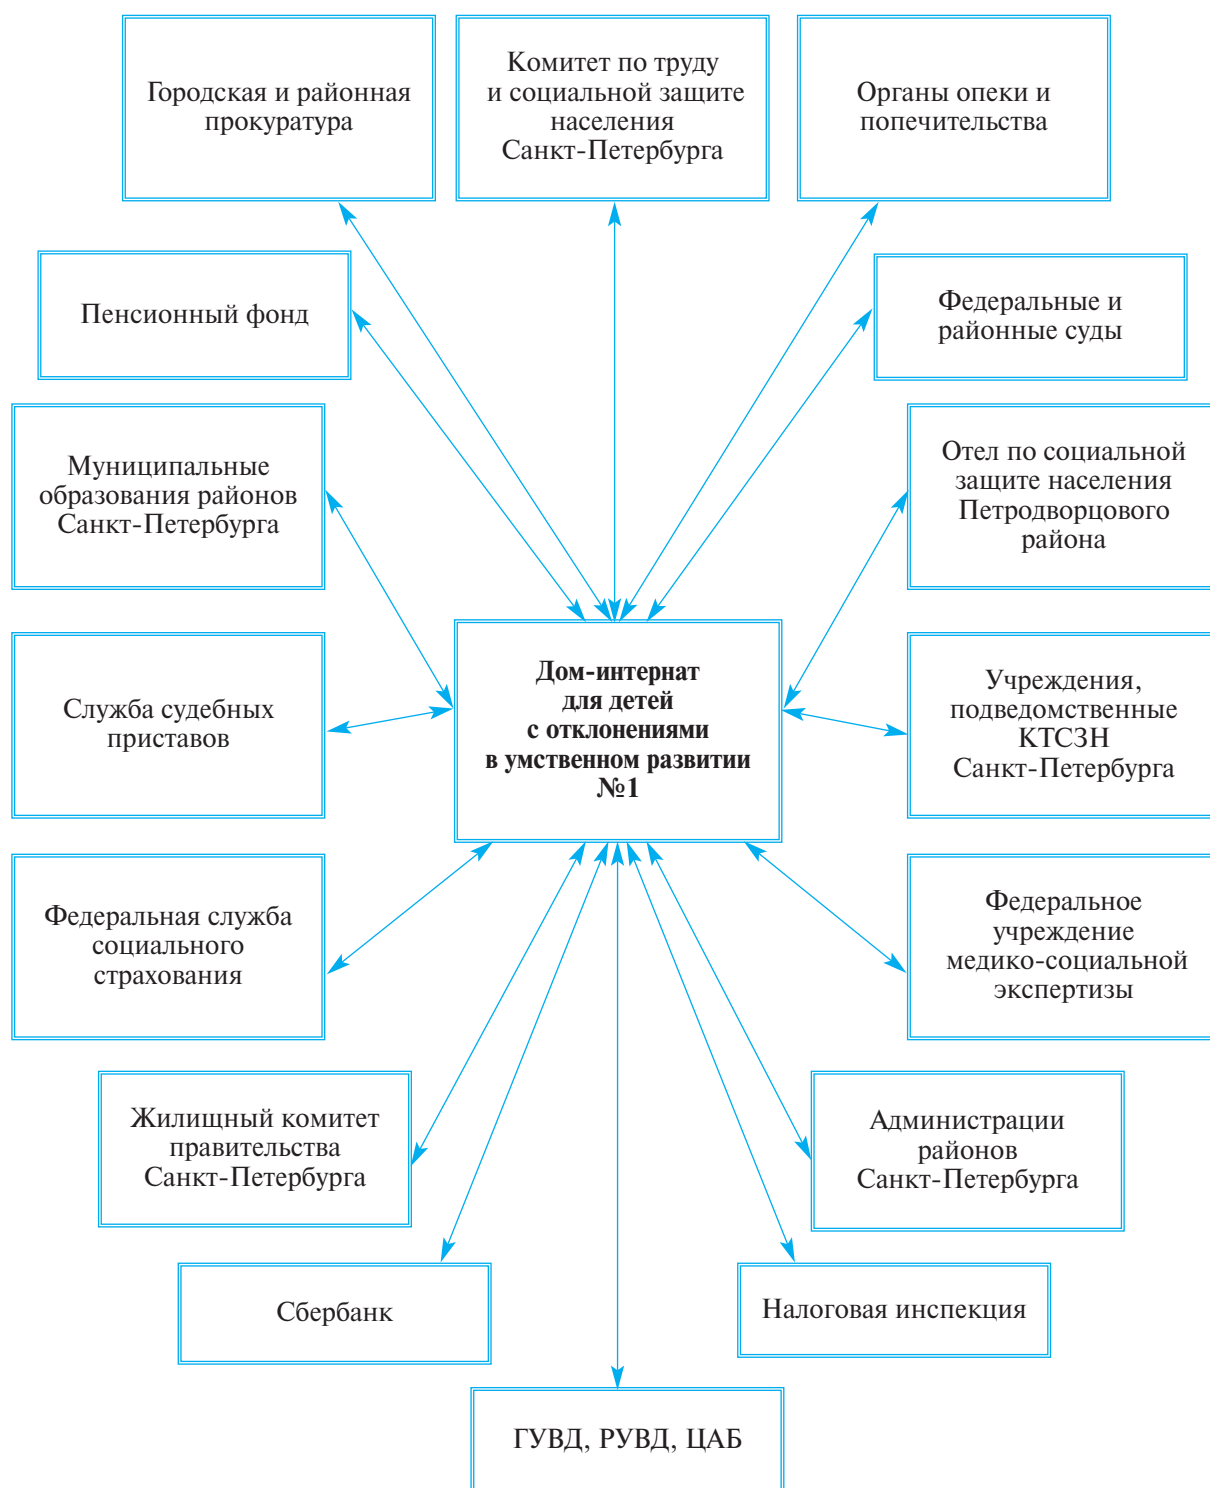 Городская и районная
прокуратура
Комитет по труду
и социальной защите
населения
Санкт-Петербурга
Органы опеки и
попечительства
Пенсионный фонд
Федеральные и
районные суды
Муниципальные
образования районов
Санкт-Петербурга
Отел по социальной
защите населения
Петродворцового
района
Дом-интернат
для детей
с отклонениями
в умственном развитии
№1
Служба судебных
приставов
Учреждения,
подведомственные
КТСЗН
Санкт-Петербурга
Федеральная служба
социального
страхования
Федеральное
учреждение
медико-социальной
экспертизы
Жилищный комитет
правительства
Санкт-Петербурга
Администрации
районов
Санкт-Петербурга
Сбербанк
Налоговая инспекция
ГУВД, РУВД, ЦАБ